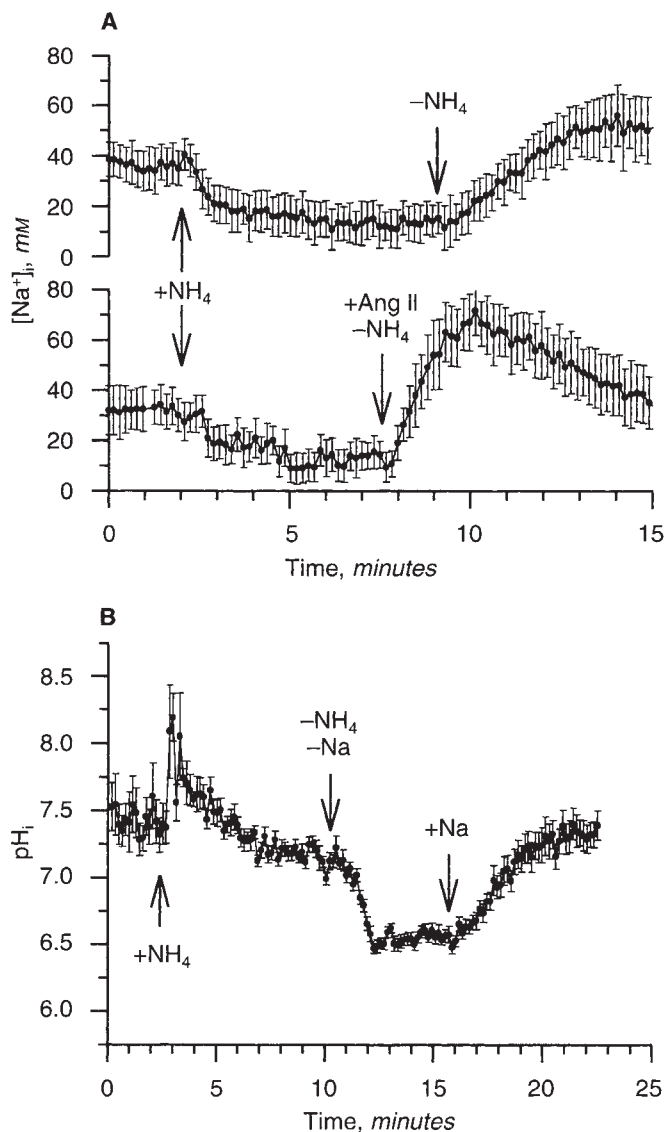 A
80
60
–NH₄
40
20
0
[Na⁺]ᵢ, mM
+NH₄
80
+Ang II
–NH₄
60
40
20
0
0 5 10 15
Time, minutes
B
8.5
–NH₄
–Na
8.0
7.5
+Na
pHᵢ
7.0
+NH₄
6.5
6.0
0 5 10 15 20 25
Time, minutes